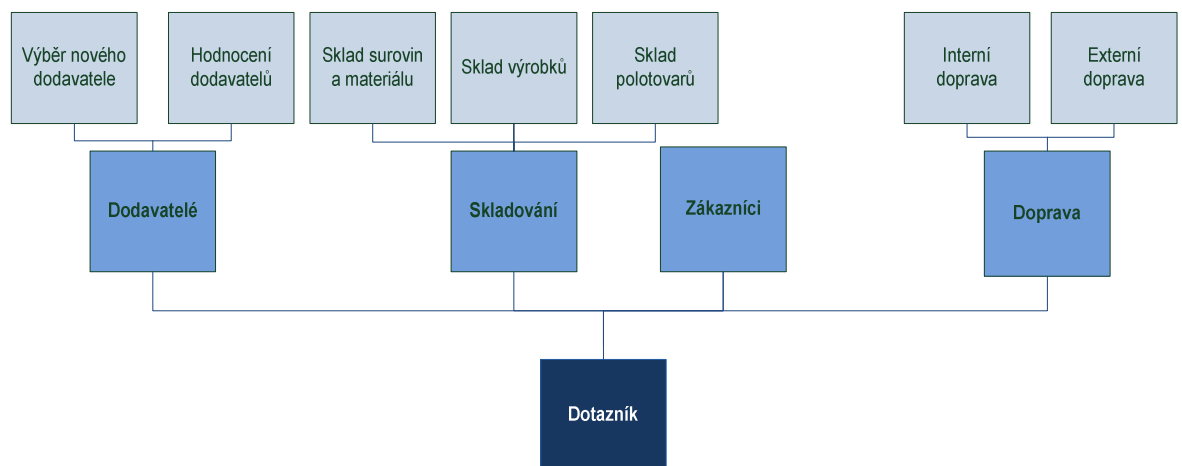 Výběr nového
dodavatele
Hodnocení
dodavatelů
Sklad surovin
a materiálu
Sklad výrobků
Sklad
polotovarů
Interní
doprava
Externí
doprava
Dodavatelé
Skladování
Zákazníci
Doprava
Dotazník